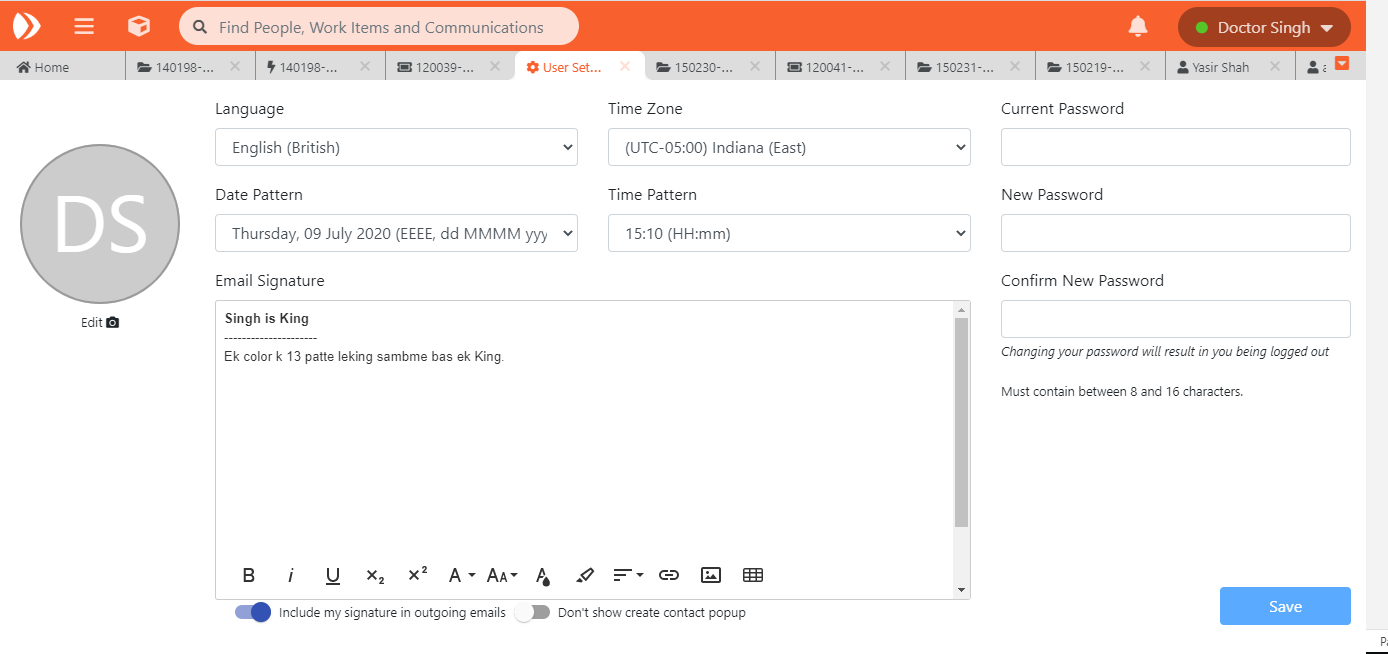 Find People, Work Items and Communications
Doctor Singh
Home
140198-...
140198-...
120039-...
User Set...
150230-...
120041-...
150231-...
150219-...
Yasir Shah
Language
Time Zone
Current Password
English (British)
(UTC-05:00) Indiana (East)
DS
Date Pattern
Time Pattern
New Password
Thursday, 09 July 2020 (EEEE, dd MMMM yyy
15:10 (HH:mm)
Email Signature
Confirm New Password
Edit
Singh is King
---------------------
Ek color k 13 patte leking sambme bas ek King.
Changing your password will result in you being logged out
Must contain between 8 and 16 characters.
B i U ×₂ ×² A AA A
Include my signature in outgoing emails
Don't show create contact popup
Save